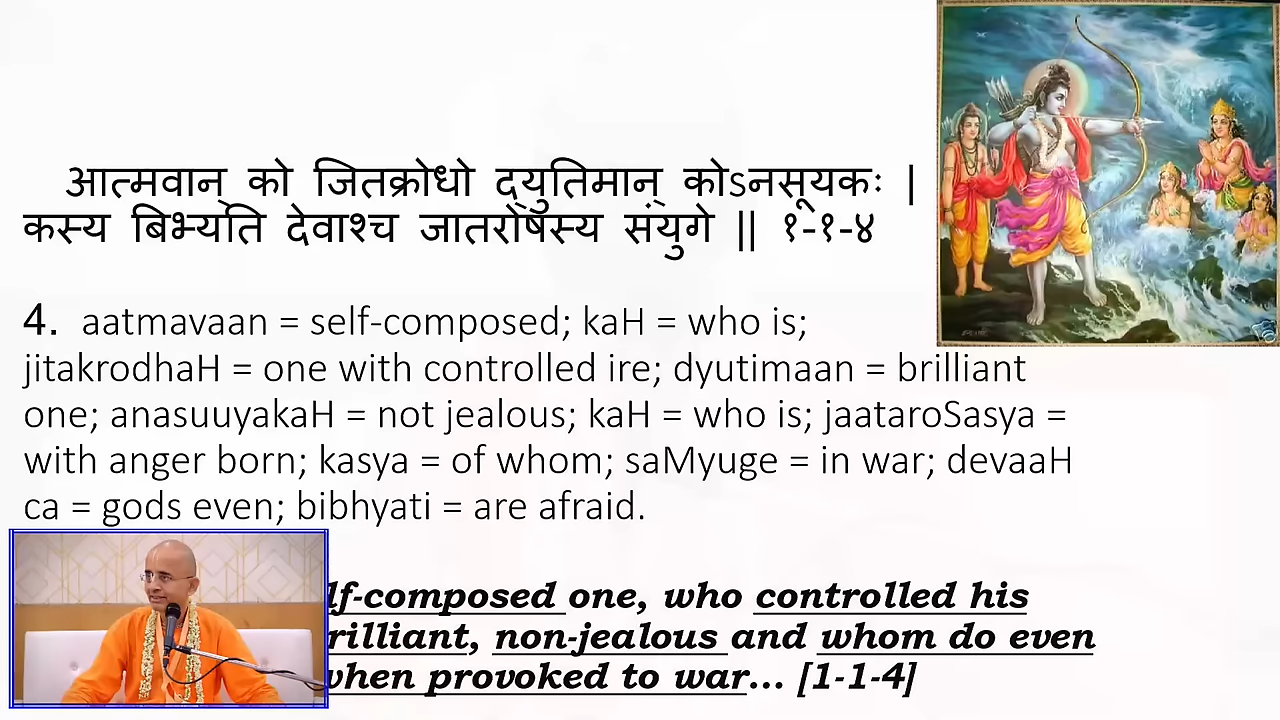 आत्मवान् को जितक्रोधो द्युतिमान् कोऽनसूयकः |
कस्य बिभ्यति देवाश्च जातरोषस्य संयुगे || १-१-४
4. aatmavaan = self-composed; kaH = who is;
jitakrodhaH = one with controlled ire; dyutimaan = brilliant
one; anasuuyakaH = not jealous; kaH = who is; jaataroSasya =
with anger born; kasya = of whom; saMyuge = in war; devaaH
ca = gods even; bibhyati = are afraid.
lf-composed one, who controlled his
rilliant, non-jealous and whom do even
when provoked to war... [1-1-4]